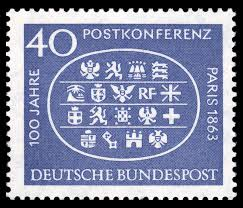 40 POSTKONFERENZ
100 JAHRE
PARIS 1863
RF
DEUTSCHE BUNDESPOST